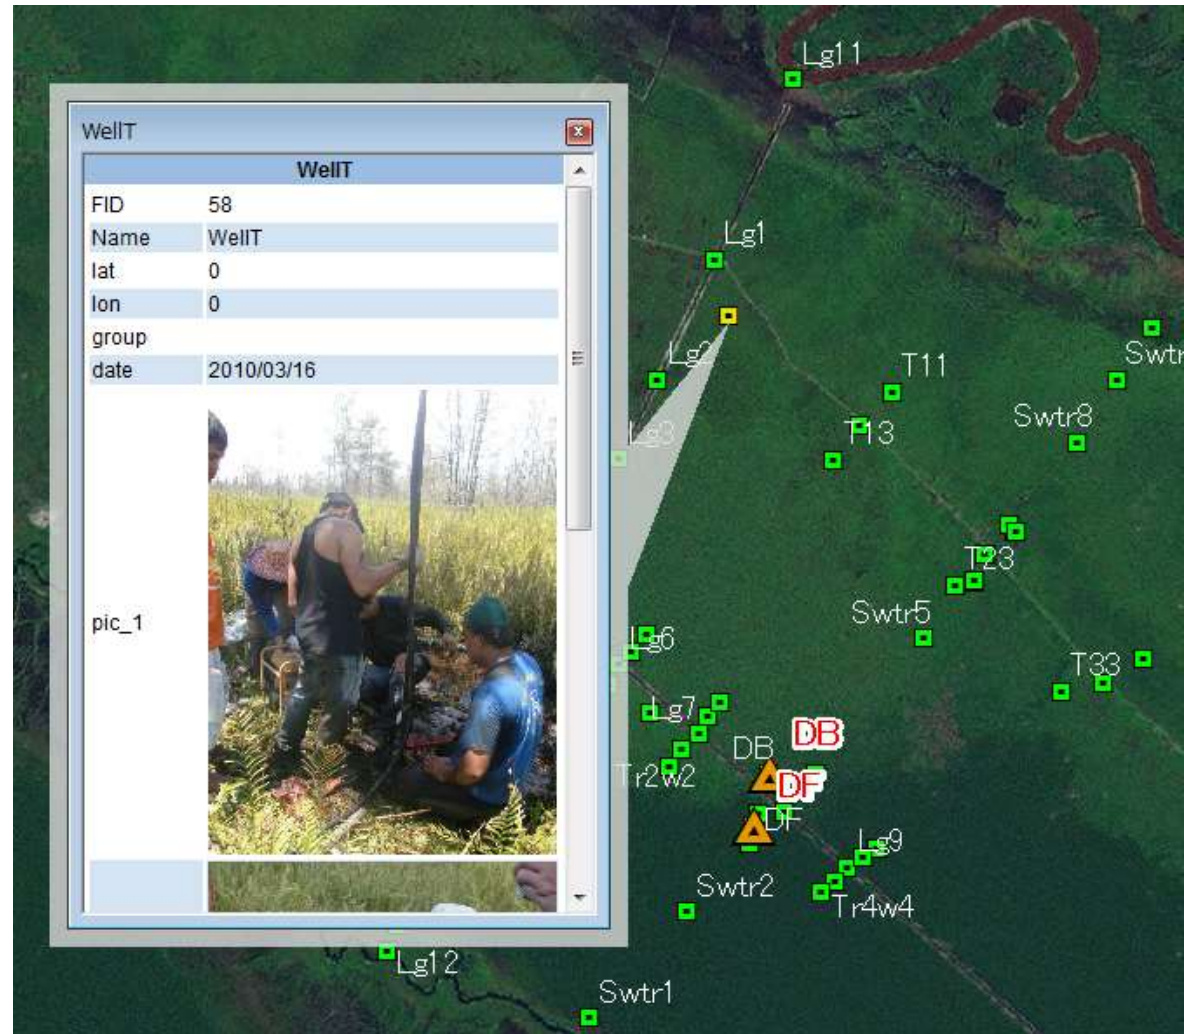 WellT
WellT
FID 58
Name WellT
lat 0
lon 0
group
date 2010/03/16
pic_1
Lg11
Lg1
Lg2
Lg3
T11
T13
Swtr8
T23
Swtr5
Lg6
T33
Lg7
DB
DB
Tr2w2
DF
DF
Lg9
Swtr2
Tr4w4
Lg12
Swtr1